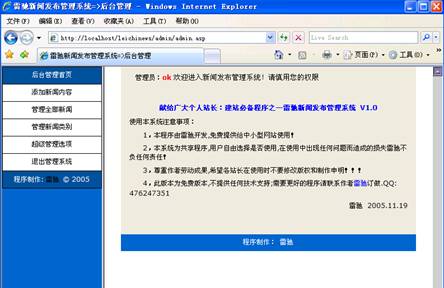 雷驰新闻发布管理系统=>后台管理 - Windows Internet Explorer
文件(F) 编辑(E) 查看(V) 收藏夹(A) 工具(T) 帮助(H)
http://localhost/leichinews/admin/admin.asp
Live Search
雷驰新闻发布管理系统=>后台管理
页面(P) 工具(O)
后台管理首页
添加新闻内容
管理全部新闻
管理新闻类别
超级管理选项
退出管理系统
程序制作:雷驰 © 2005
管理员：ok 欢迎进入新闻发布管理系统! 请慎用您的权限
献给广大个人站长：建站必备程序之一雷驰新闻发布管理系统 V1.0
使用本系统注意事项:
1，本程序由雷驰开发,免费提供给中小型网站使用!
2，本系统为共享程序,用户自由选择是否使用,在使用中出现任何问题而造成的损失雷驰不
负任何责任!
3，尊重作者劳动成果,希望各站长在使用时不要修改版权和制作申明!!!
4，此版本为免费版本,不提供任何技术支持;需要更好的程序请联系作者雷驰订做.QQ:
476247351
雷驰 2005.11.19
程序制作： 雷驰